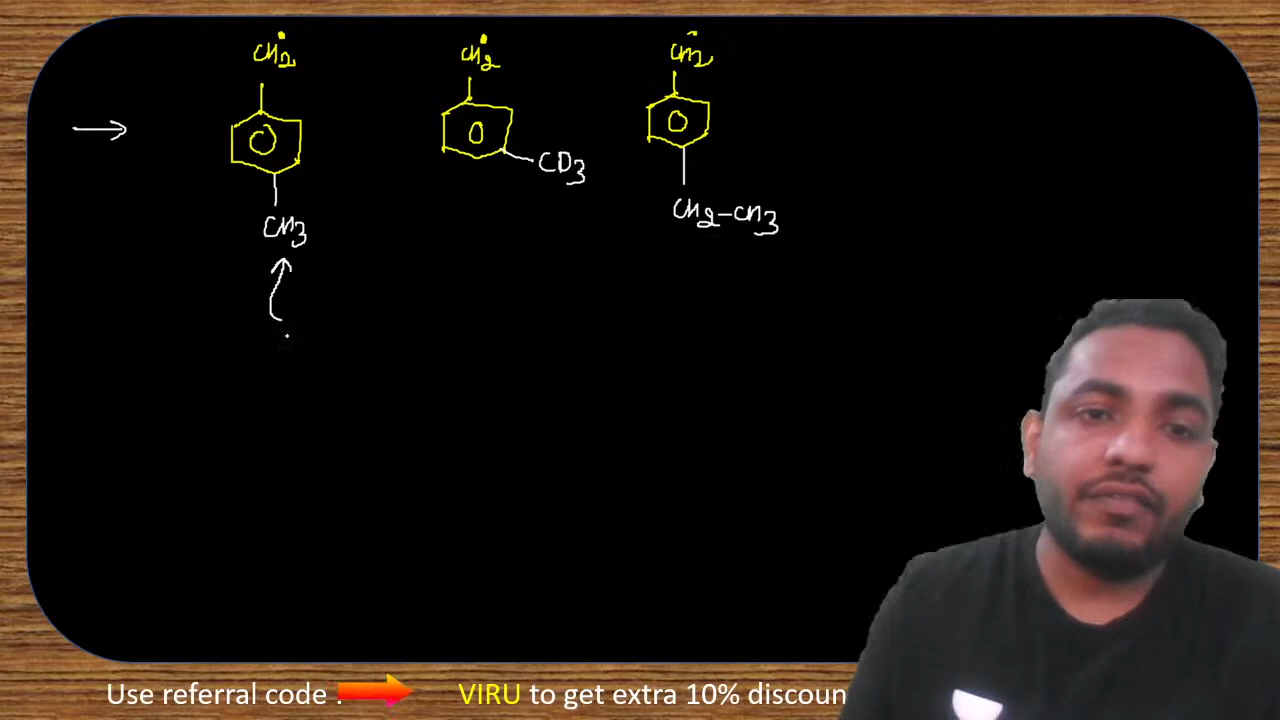 CH2 CH2 CH2
CD3
CH3 CH2-CH3
Use referral code : VIRU to get extra 10% discoun